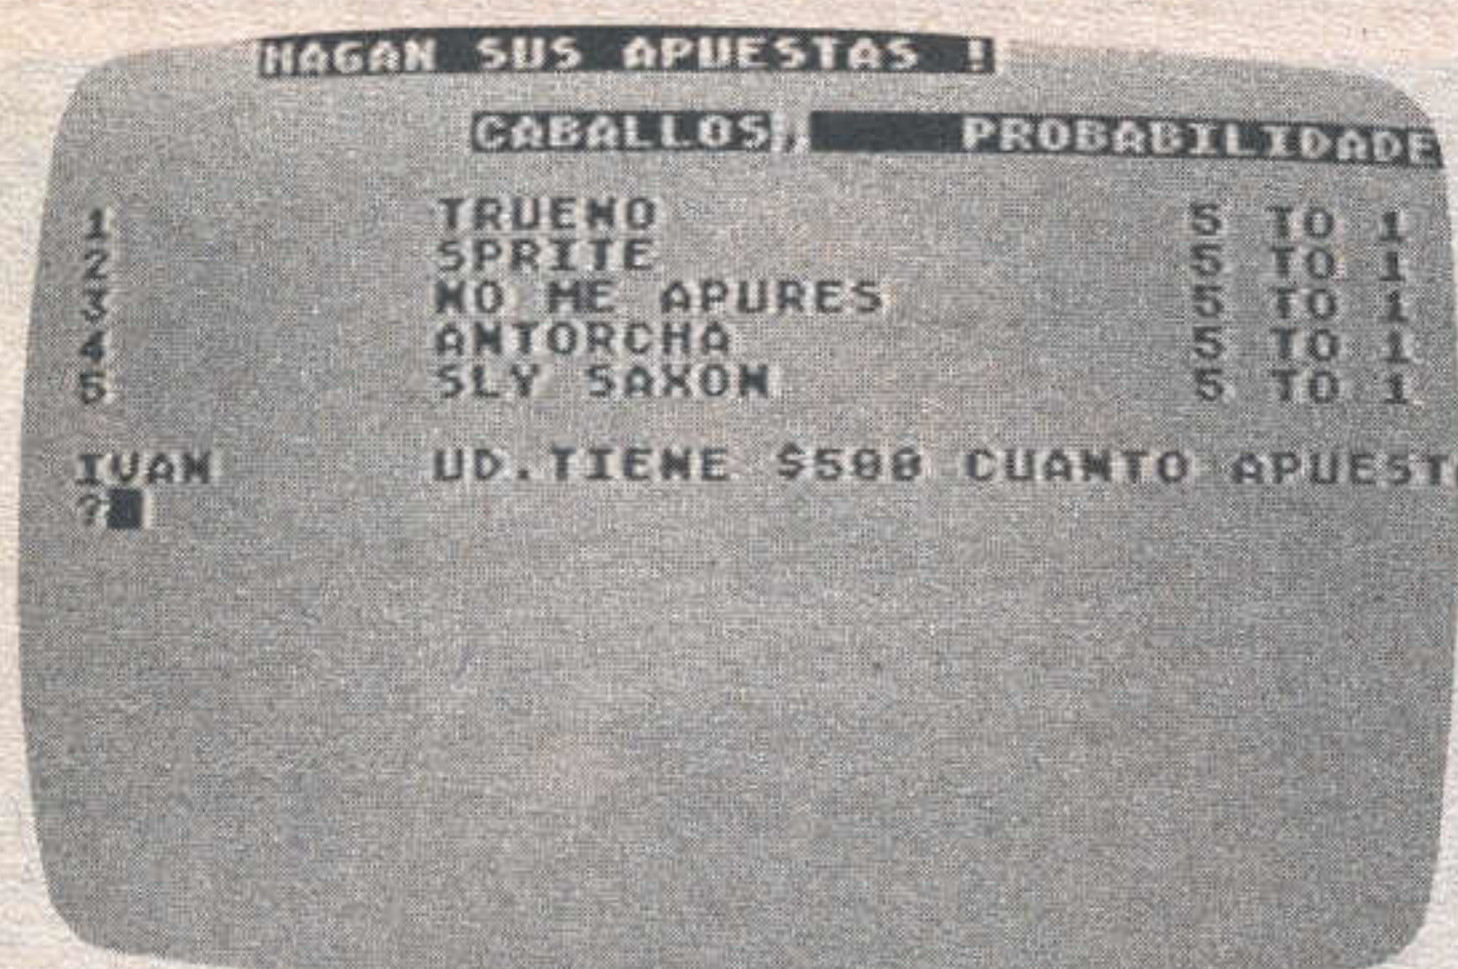 HAGAN SUS APUESTAS !
CABALLOS,, PROBABILIDADE
1 TRUENO 5 TO 1
2 SPRITE 5 TO 1
3 NO ME APURES 5 TO 1
4 ANTORCHA 5 TO 1
5 SLY SAXON 5 TO 1
IVAN UD.TIENE $500 CUANTO APUESTA
?